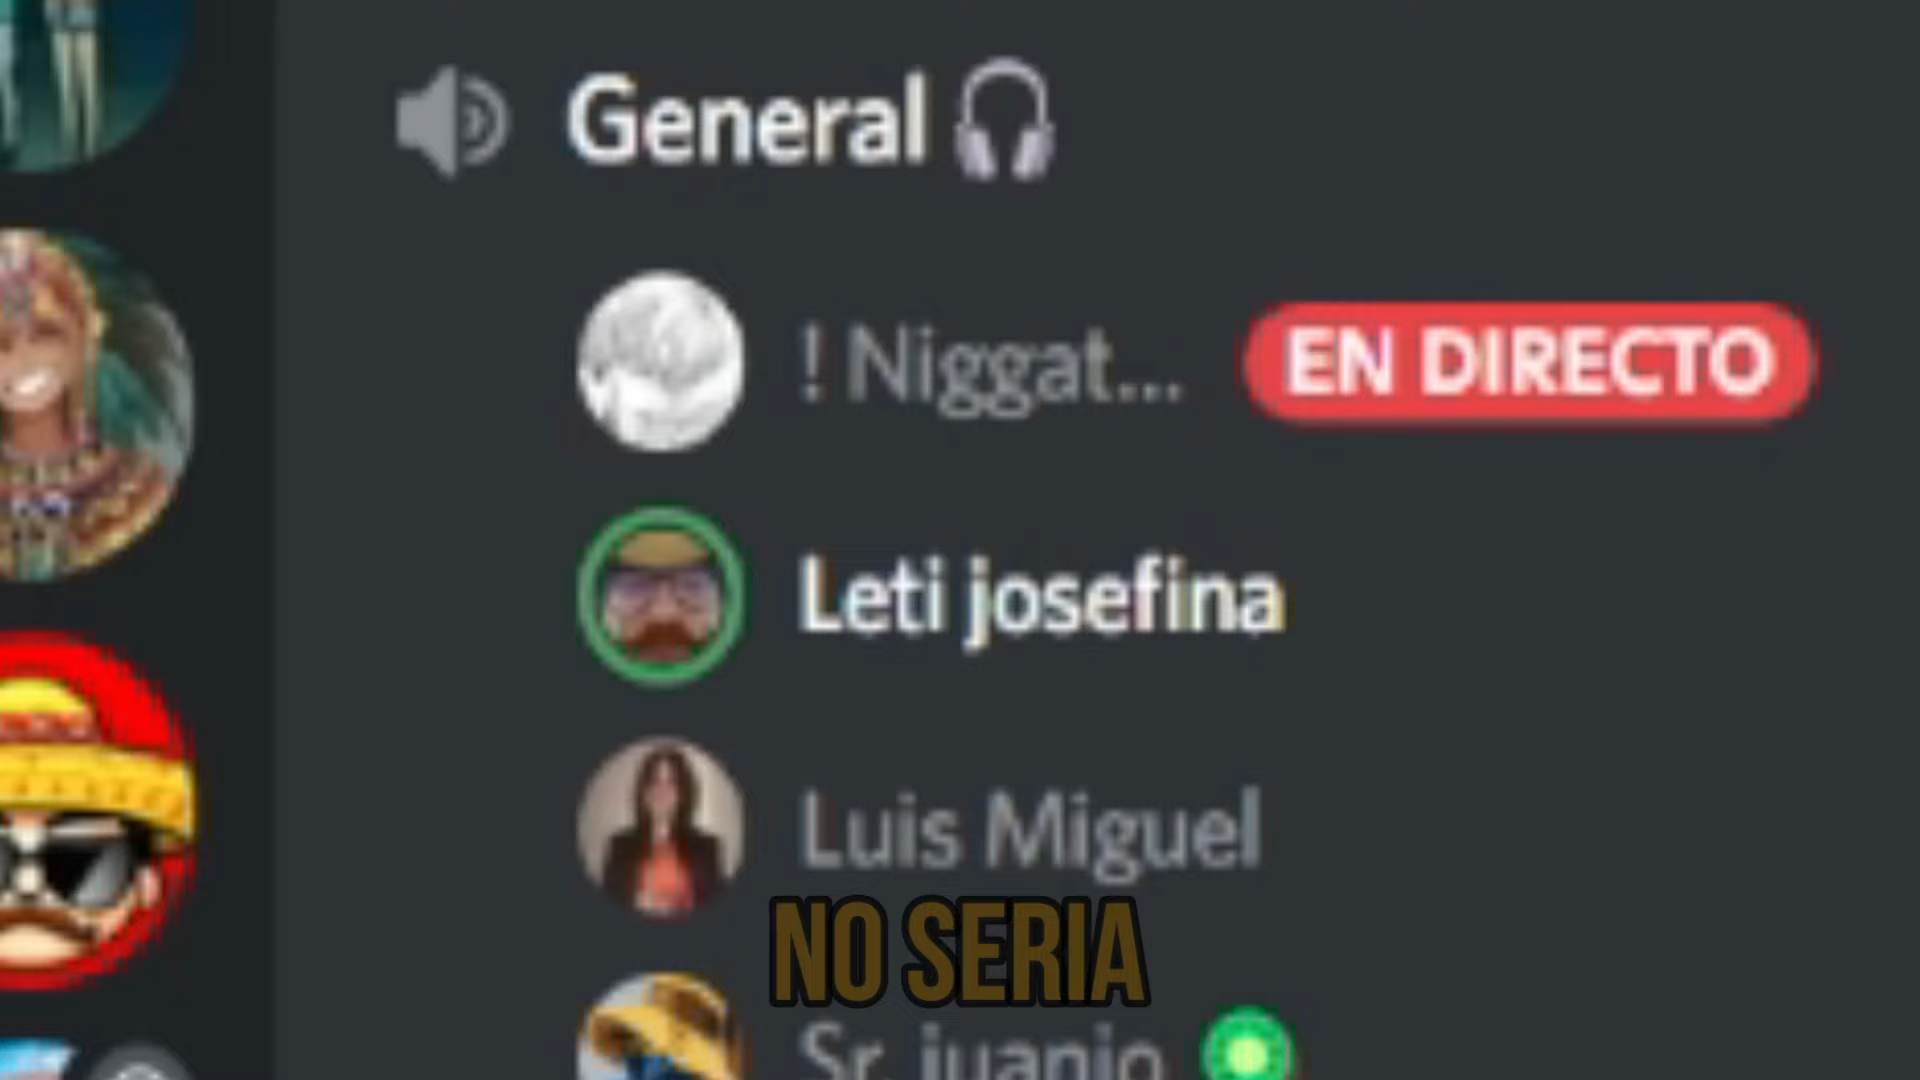 General
! Niggat... EN DIRECTO
Leti josefina
Luis Miguel
NO SERIA
Sr. juanjo